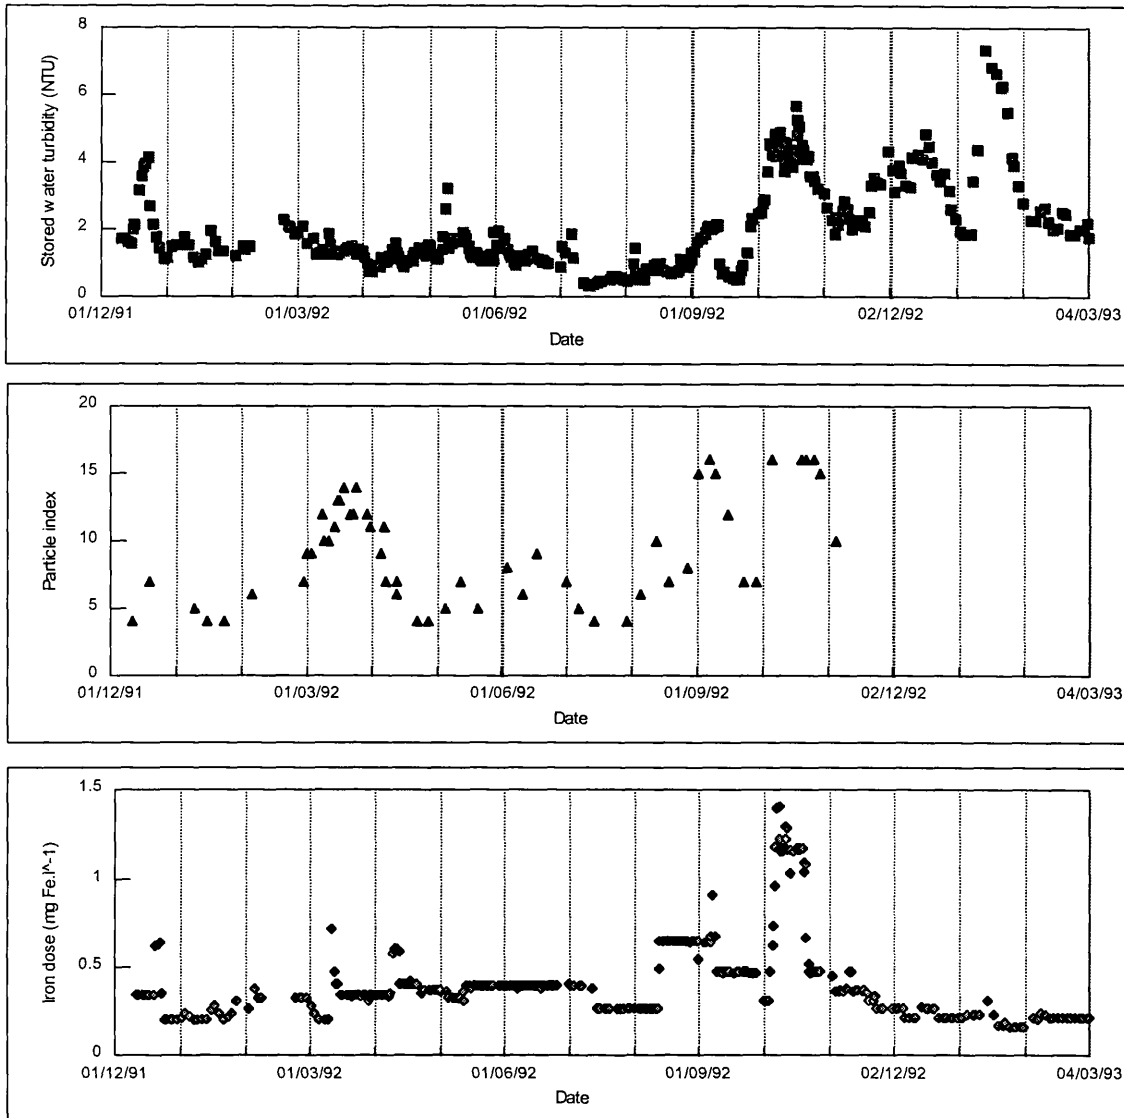 8
6
4
2
0
Stored water turbidity (NTU)
01/12/91 01/03/92 01/06/92 01/09/92 02/12/92 04/03/93
Date
20
15
10
5
0
Particle index
01/12/91 01/03/92 01/06/92 01/09/92 02/12/92 04/03/93
Date
1.5
1
0.5
0
Iron dose (mg Fe.l^-1)
01/12/91 01/03/92 01/06/92 01/09/92 02/12/92 04/03/93
Date